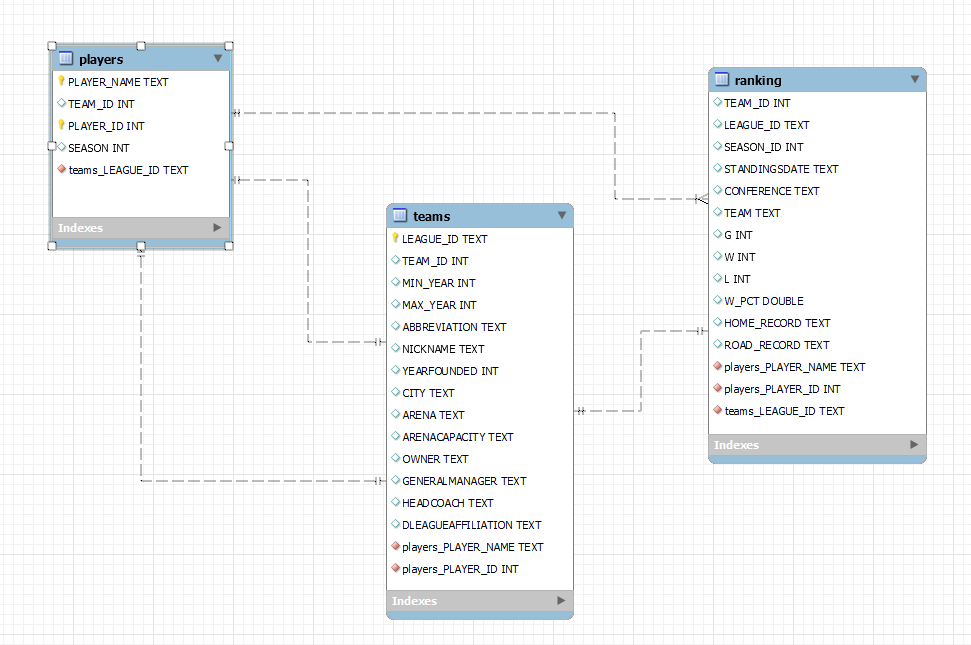 players
PLAYER_NAME TEXT
TEAM_ID INT
PLAYER_ID INT
SEASON INT
teams_LEAGUE_ID TEXT
Indexes
teams
LEAGUE_ID TEXT
TEAM_ID INT
MIN_YEAR INT
MAX_YEAR INT
ABBREVIATION TEXT
NICKNAME TEXT
YEARFOUNDED INT
CITY TEXT
ARENA TEXT
ARENACAPACITY TEXT
OWNER TEXT
GENERALMANAGER TEXT
HEADCOACH TEXT
DLEAGUEAFFILIATION TEXT
players_PLAYER_NAME TEXT
players_PLAYER_ID INT
Indexes
ranking
TEAM_ID INT
LEAGUE_ID TEXT
SEASON_ID INT
STANDINGSDATE TEXT
CONFERENCE TEXT
TEAM TEXT
G INT
W INT
L INT
W_PCT DOUBLE
HOME_RECORD TEXT
ROAD_RECORD TEXT
players_PLAYER_NAME TEXT
players_PLAYER_ID INT
teams_LEAGUE_ID TEXT
Indexes